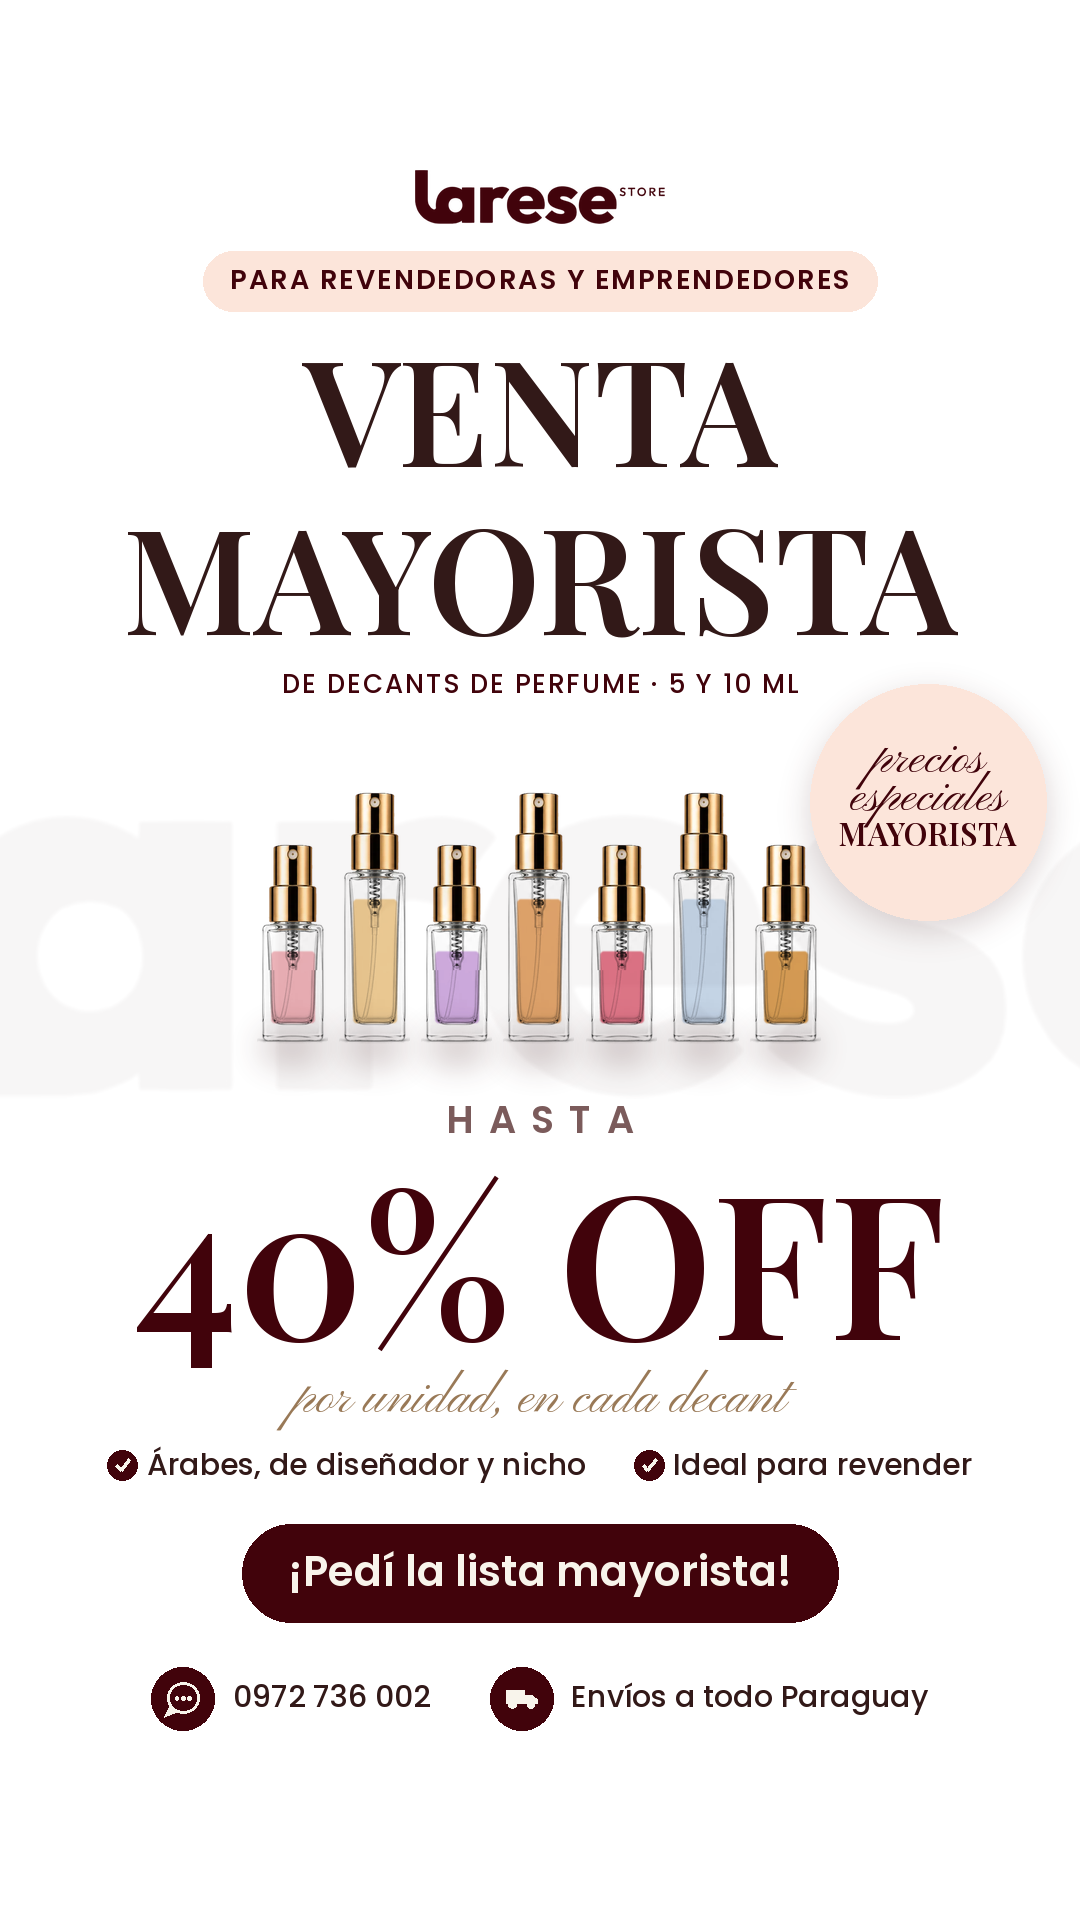 larese STORE
PARA REVENDEDORAS Y EMPRENDEDORES
VENTA
MAYORISTA
DE DECANTS DE PERFUME · 5 Y 10 ML
precios
especiales
MAYORISTA
larese
HASTA
40% OFF
por unidad, en cada decant
Árabes, de diseñador y nicho
Ideal para revender
¡Pedí la lista mayorista!
0972 736 002
Envíos a todo Paraguay